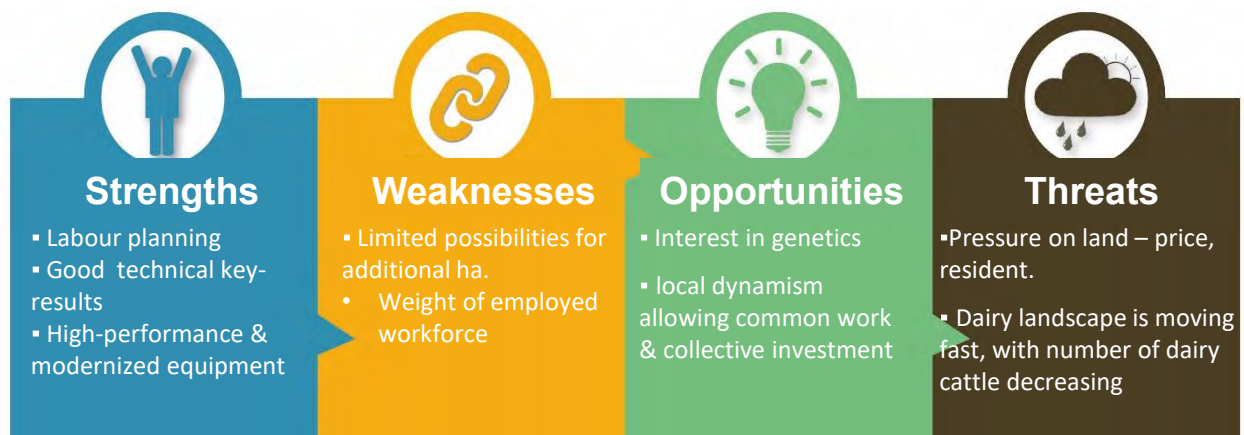 Strengths
▪ Labour planning
▪ Good technical key-
results
▪ High-performance &
modernized equipment
Weaknesses
▪ Limited possibilities for
additional ha.
• Weight of employed
workforce
Opportunities
▪ Interest in genetics
▪ local dynamism
allowing common work
& collective investment
Threats
▪Pressure on land – price,
resident.
▪ Dairy landscape is moving
fast, with number of dairy
cattle decreasing